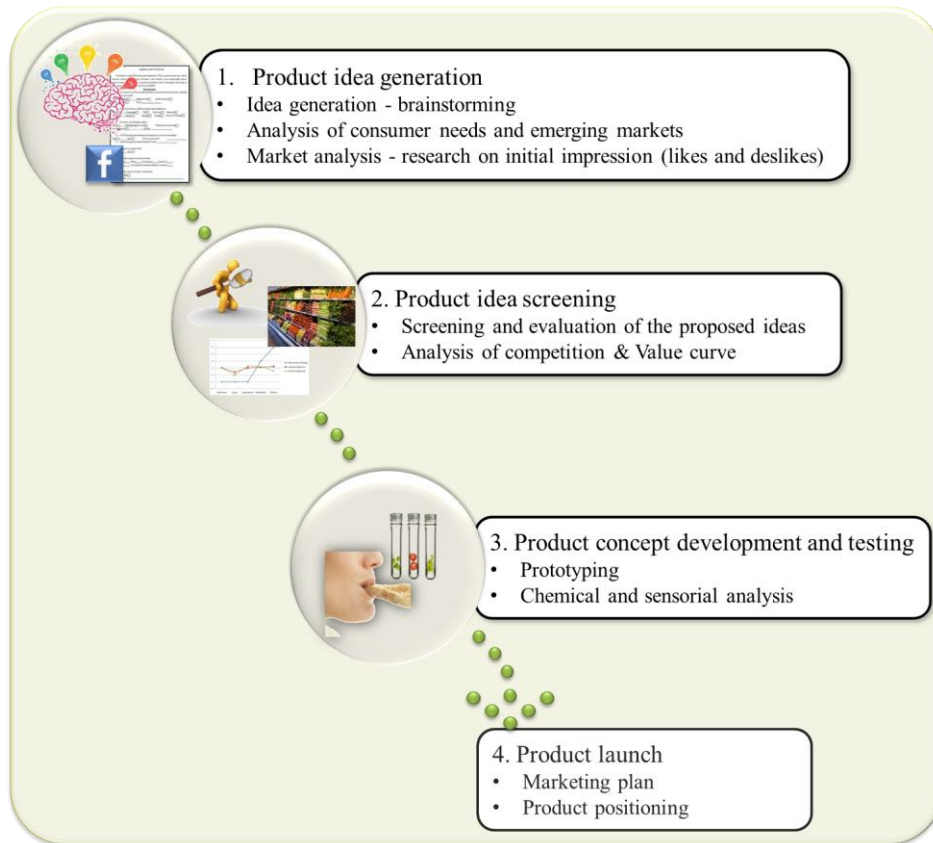 1. Product idea generation
• Idea generation - brainstorming
• Analysis of consumer needs and emerging markets
• Market analysis - research on initial impression (likes and deslikes)
2. Product idea screening
• Screening and evaluation of the proposed ideas
• Analysis of competition & Value curve
3. Product concept development and testing
• Prototyping
• Chemical and sensorial analysis
4. Product launch
• Marketing plan
• Product positioning
f